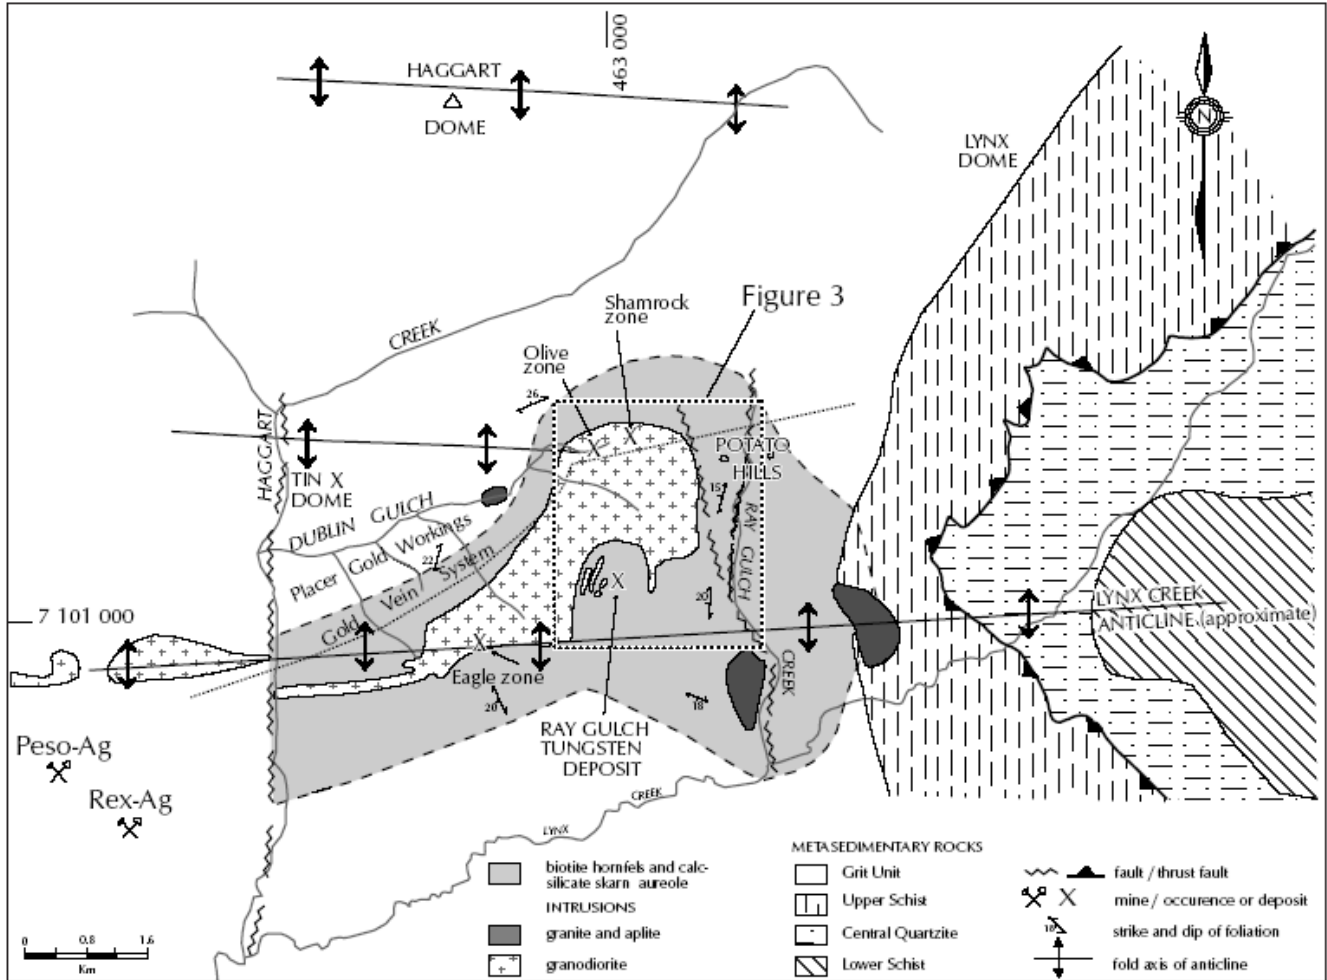 463 000
HAGGART
DOME
LYNX
DOME
N
Figure 3
Shamrock
zone
CREEK
Olive
zone
26
HAGGART
POTATO
HILLS
TIN X
DOME
15
DUBLIN GULCH
RAY GULCH
Placer Gold Workings
22
Gold Vein System
X
X
X
20
7 101 000
LYNX CREEK
ANTICLINE (approximate)
X
Eagle zone
CREEK
20
18
RAY GULCH
TUNGSTEN
DEPOSIT
Peso-Ag
Rex-Ag
CREEK
LYNX
METASEDIMENTARY ROCKS
biotite hornfels and calc-
silicate skarn aureole
INTRUSIONS
granite and aplite
granodiorite
Grit Unit
Upper Schist
Central Quartzite
Lower Schist
fault / thrust fault
X mine / occurence or deposit
18 strike and dip of foliation
fold axis of anticline
0 0.8 1.6
Km